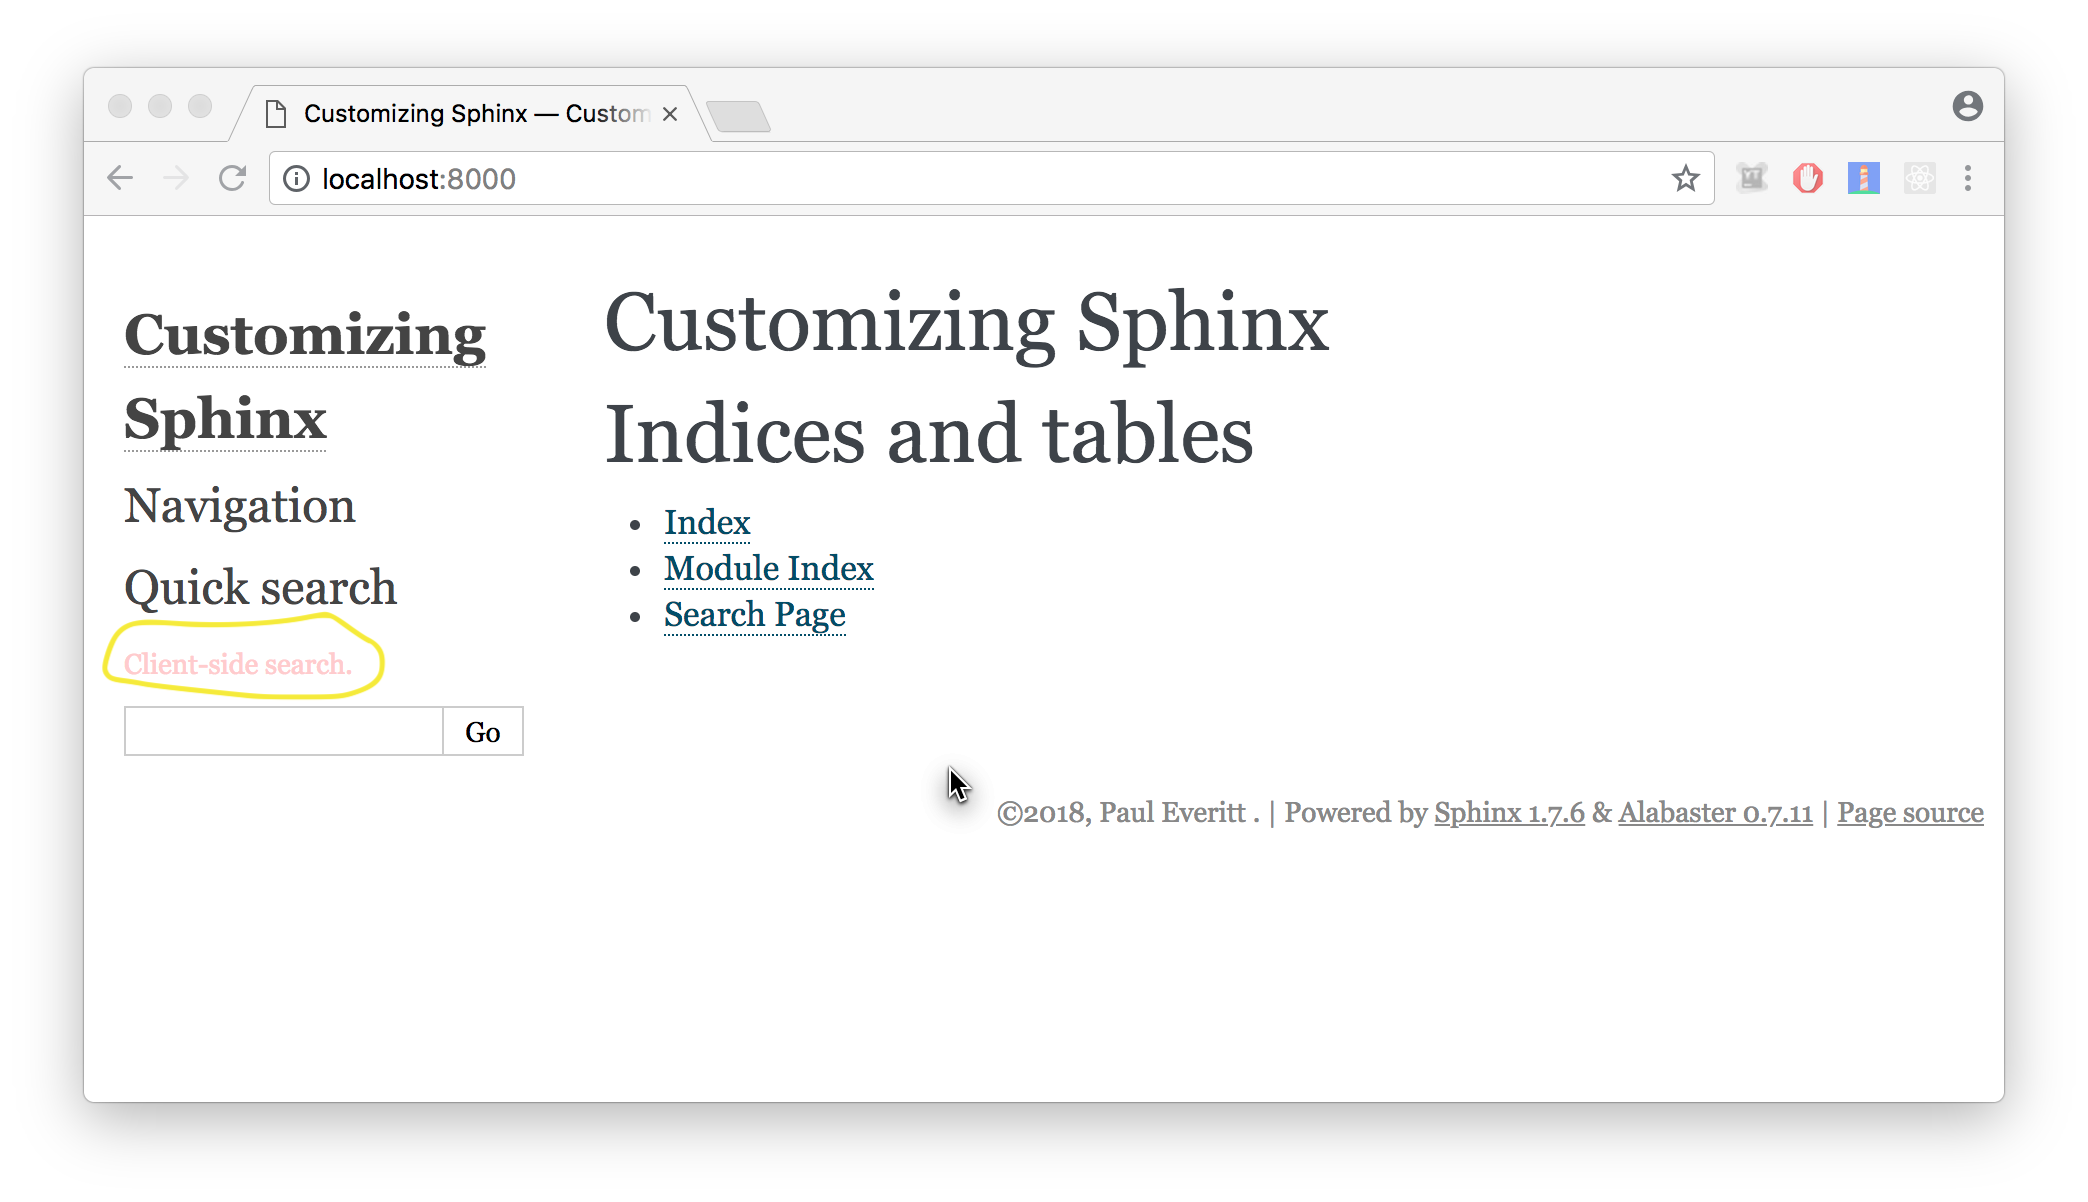 Customizing Sphinx — Custom
localhost:8000
Customizing
Sphinx
Navigation
Quick search
Client-side search.
Go
Customizing Sphinx
Indices and tables
Index
Module Index
Search Page
©2018, Paul Everitt . | Powered by Sphinx 1.7.6 & Alabaster 0.7.11 | Page source